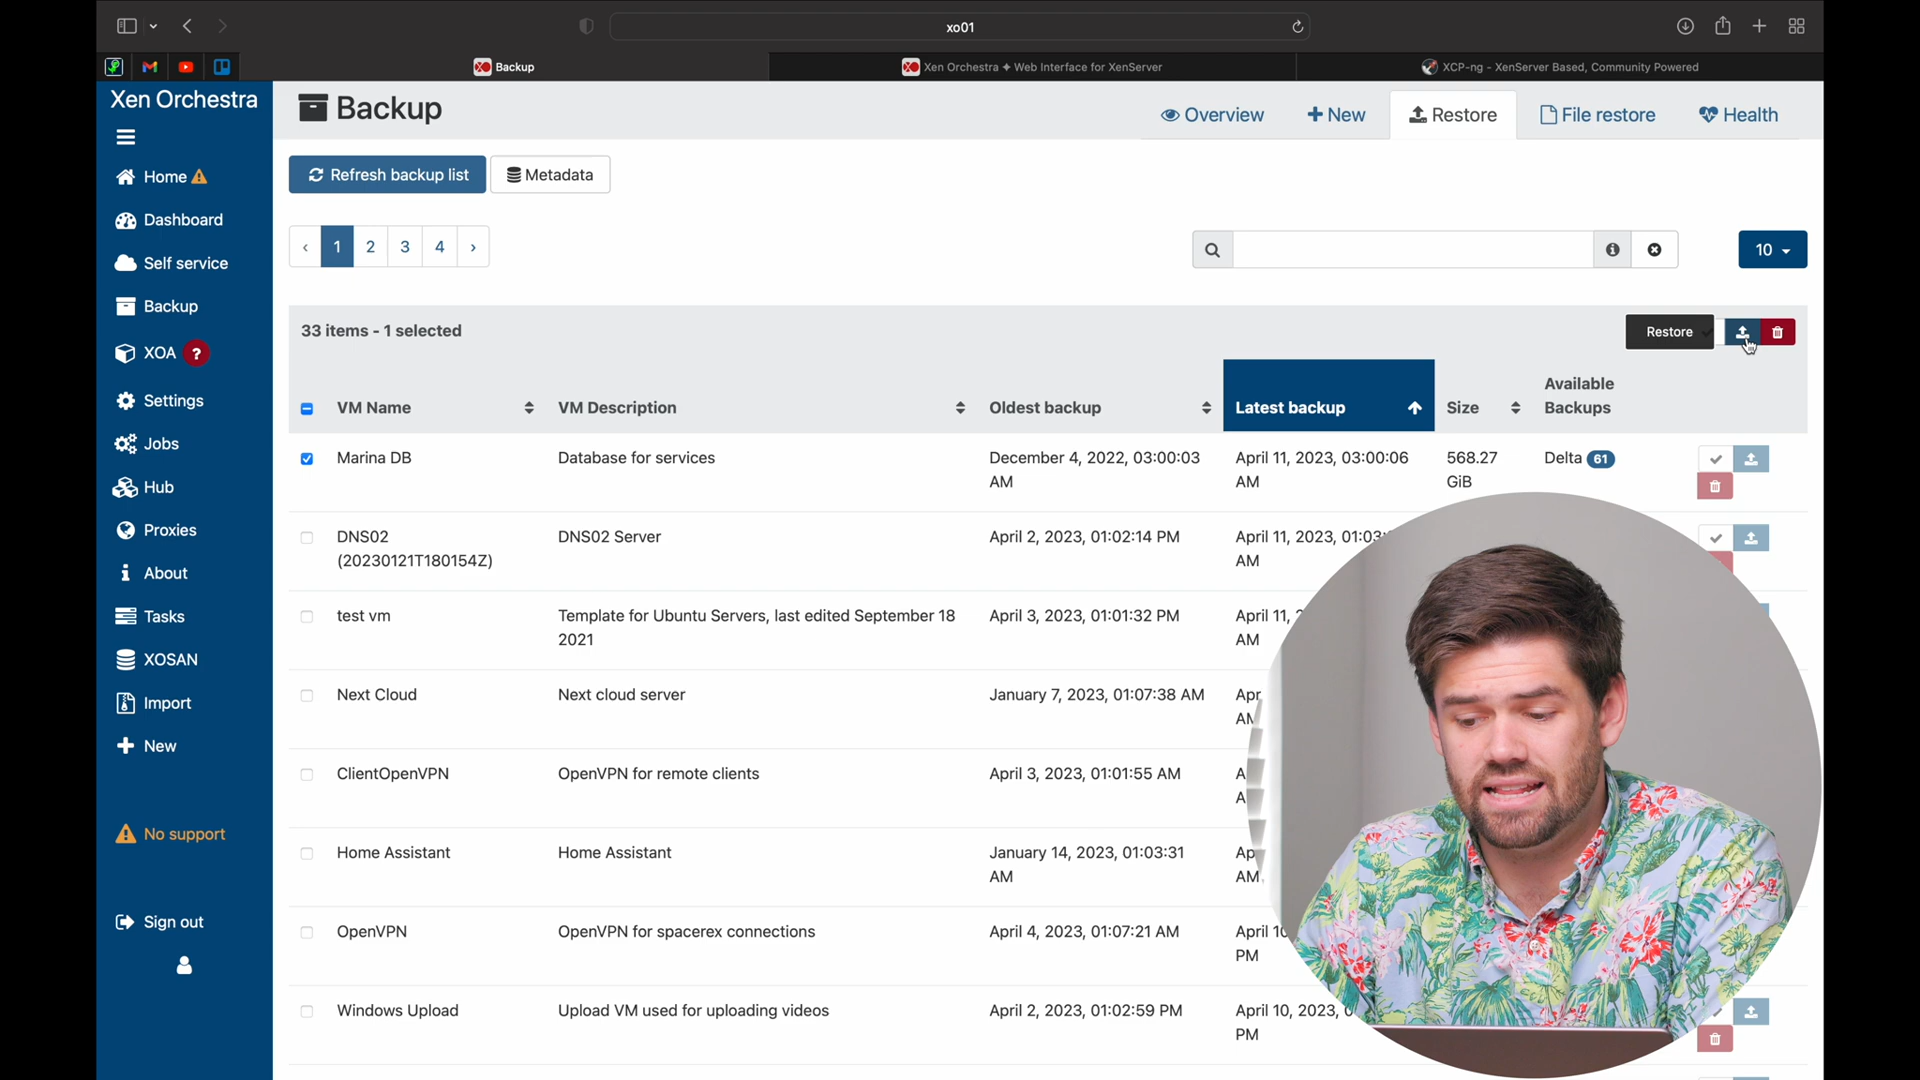 xo01
Backup
Xen Orchestra ✦ Web Interface for XenServer
XCP-ng - XenServer Based, Community Powered
Xen Orchestra
Home
Dashboard
Self service
Backup
XOA ?
Settings
Jobs
Hub
Proxies
About
Tasks
XOSAN
Import
New
No support
Sign out
Backup
Overview
New
Restore
File restore
Health
Refresh backup list
Metadata
‹ 1 2 3 4 ›
10
33 items - 1 selected
Restore
VM Name
VM Description
Oldest backup
Latest backup
Size
Available
Backups
Marina DB
Database for services
December 4, 2022, 03:00:03
AM
April 11, 2023, 03:00:06
AM
568.27
GiB
Delta 61
DNS02
(20230121T180154Z)
DNS02 Server
April 2, 2023, 01:02:14 PM
April 11, 2023, 01:03:
AM
test vm
Template for Ubuntu Servers, last edited September 18
2021
April 3, 2023, 01:01:32 PM
April 11,
AM
Next Cloud
Next cloud server
January 7, 2023, 01:07:38 AM
Apr
AM
ClientOpenVPN
OpenVPN for remote clients
April 3, 2023, 01:01:55 AM
A
A
Home Assistant
Home Assistant
January 14, 2023, 01:03:31
AM
Ap
AM
OpenVPN
OpenVPN for spacerex connections
April 4, 2023, 01:07:21 AM
April 10
PM
Windows Upload
Upload VM used for uploading videos
April 2, 2023, 01:02:59 PM
April 10, 2023,
PM